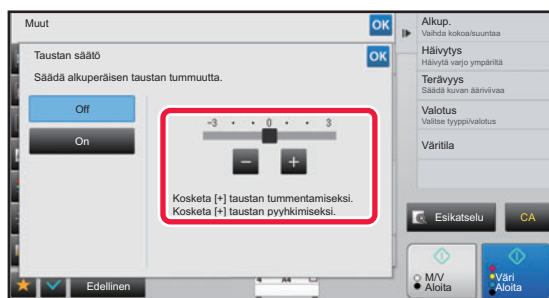 Muut
OK
Taustan säätö
OK
Säädä alkuperäisen taustan tummuutta.
Off
On
-3 0 3
- +
Kosketa [+] taustan tummentamiseksi.
Kosketa [+] taustan pyyhkimiseksi.
Edellinen
Alkup.
Vaihda kokoa/suuntaa
Häivytys
Häivytä varjo ympäriltä
Terävyys
Säädä kuvan ääriviivaa
Valotus
Valitse tyyppi/valotus
Väritila
Esikatselu
CA
M/V
Aloita
Väri
Aloita